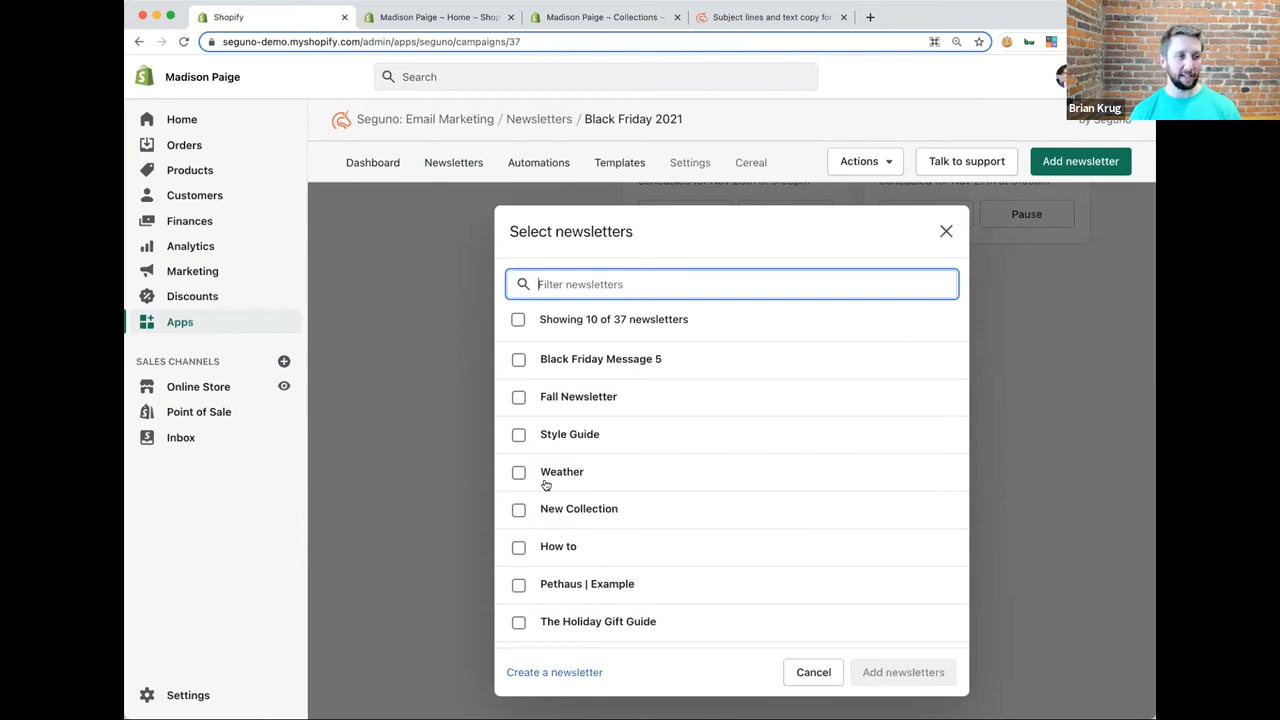 Shopify
Madison Paige ~ Home ~ Shop
Madison Paige ~ Collections ~
Subject lines and text copy for
seguno-demo.myshopify.com/admin/apps/seguno/campaigns/37
Madison Paige
Search
Brian Krug
Home
Orders
Products
Customers
Finances
Analytics
Marketing
Discounts
Apps
SALES CHANNELS
Online Store
Point of Sale
Inbox
Settings
Seguno: Email Marketing / Newsletters / Black Friday 2021
by Seguno
Dashboard Newsletters Automations Templates Settings Cereal Actions Talk to support Add newsletter
Pause
Select newsletters
Filter newsletters
Showing 10 of 37 newsletters
Black Friday Message 5
Fall Newsletter
Style Guide
Weather
New Collection
How to
Pethaus | Example
The Holiday Gift Guide
Create a newsletter Cancel Add newsletters